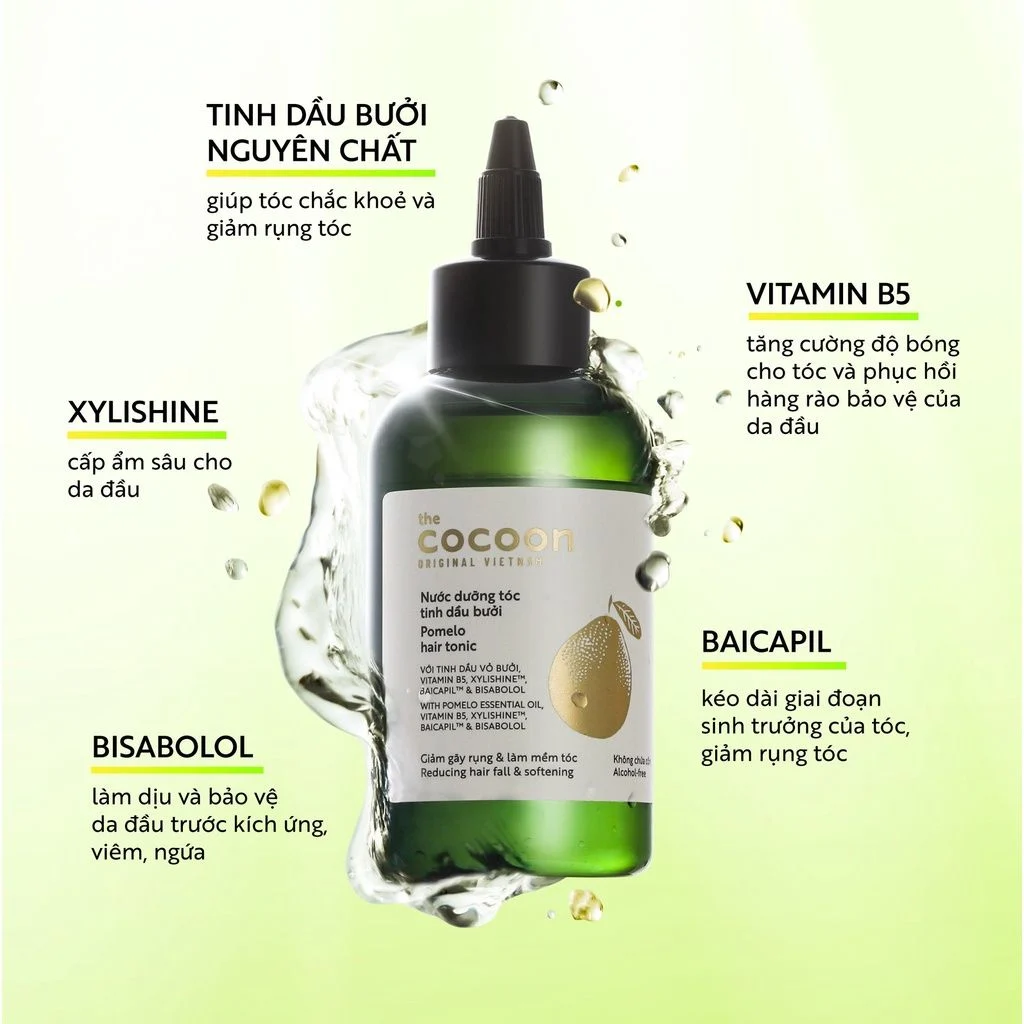 TINH DẦU BƯỞI
NGUYÊN CHẤT
giúp tóc chắc khoẻ và
giảm rụng tóc
VITAMIN B5
tăng cường độ bóng
cho tóc và phục hồi
hàng rào bảo vệ của
da đầu
XYLISHINE
cấp ẩm sâu cho
da đầu
the
cocoon
ORIGINAL VIETNAM
Nước dưỡng tóc
tinh dầu bưởi
Pomelo
hair tonic
VỚI TINH DẦU VỎ BƯỞI,
VITAMIN B5, XYLISHINE™,
BAICAPIL™ & BISABOLOL
WITH POMELO ESSENTIAL OIL,
VITAMIN B5, XYLISHINE™,
BAICAPIL™ & BISABOLOL
Giảm gãy rụng & làm mềm tóc
Reducing hair fall & softening
Không chứa
Alcohol-free
BAICAPIL
kéo dài giai đoạn
sinh trưởng của tóc,
giảm rụng tóc
BISABOLOL
làm dịu và bảo vệ
da đầu trước kích ứng,
viêm, ngứa